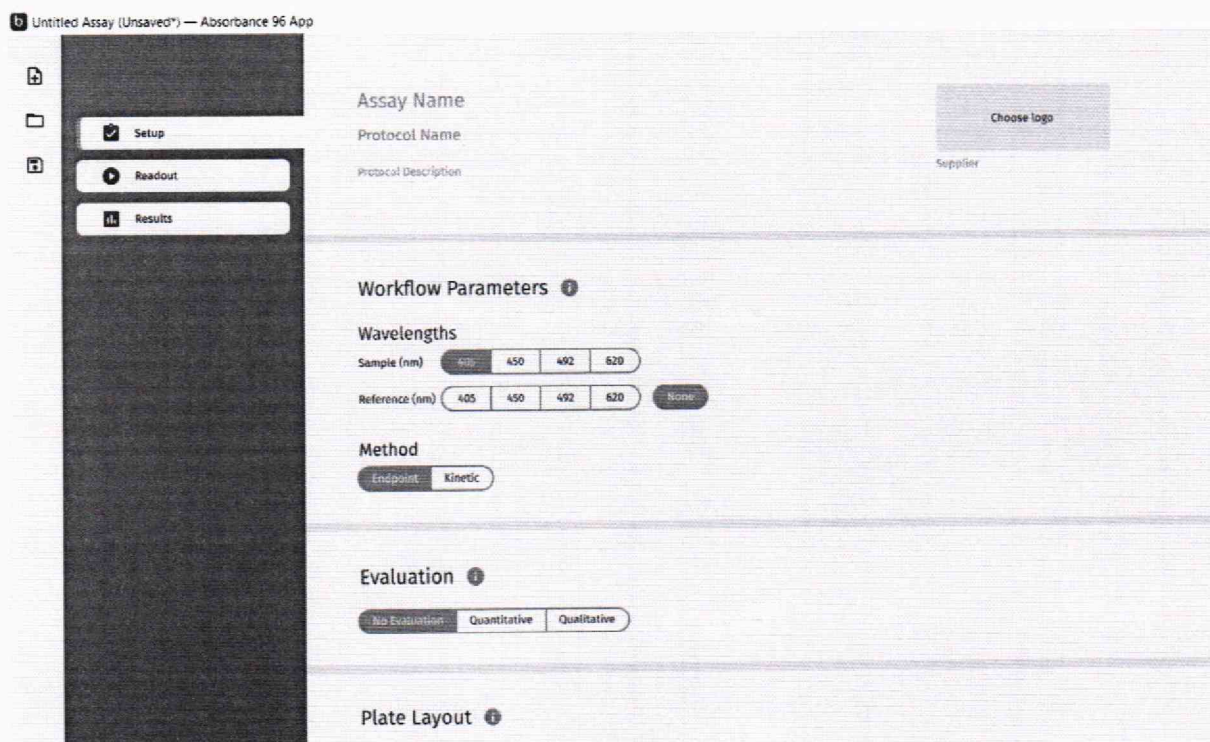 Untitled Assay (Unsaved*) — Absorbance 96 App
Setup
Readout
Results
Assay Name
Protocol Name
Protocol Description
Choose logo
Supplier
Workflow Parameters
Wavelengths
Sample (nm) 405 450 492 620
Reference (nm) 405 450 492 620 None
Method
Endpoint Kinetic
Evaluation
No Evaluation Quantitative Qualitative
Plate Layout